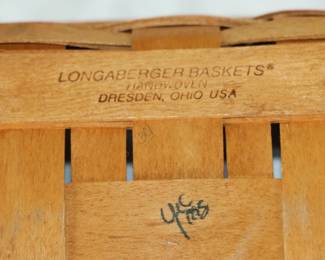 LONGABERGER BASKETS®
HANDWOVEN
DRESDEN, OHIO USA